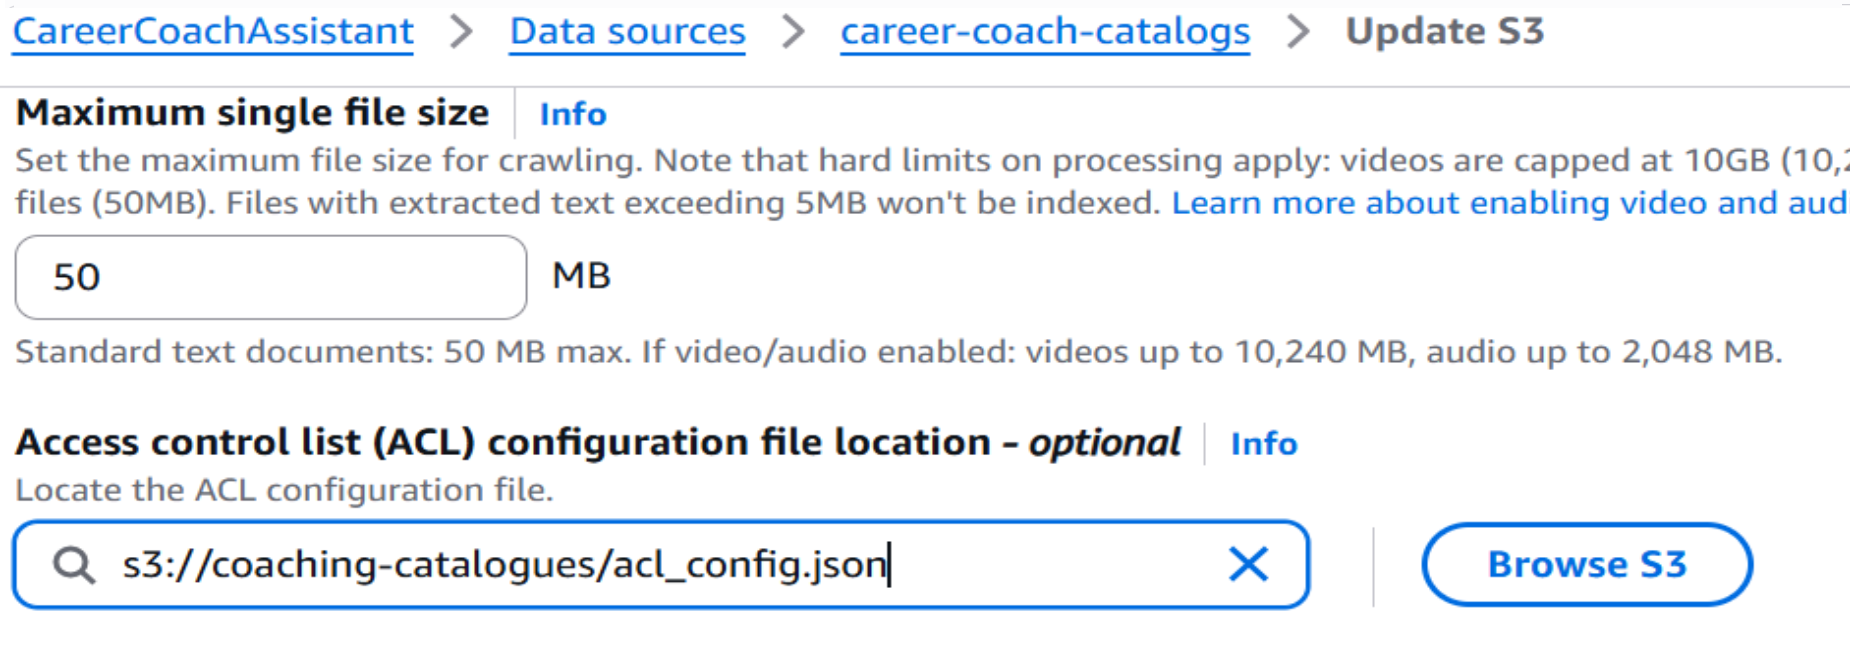 CareerCoachAssistant > Data sources > career-coach-catalogs > Update S3
Maximum single file size Info
Set the maximum file size for crawling. Note that hard limits on processing apply: videos are capped at 10GB (10,2
files (50MB). Files with extracted text exceeding 5MB won't be indexed. Learn more about enabling video and aud
50 MB
Standard text documents: 50 MB max. If video/audio enabled: videos up to 10,240 MB, audio up to 2,048 MB.
Access control list (ACL) configuration file location – optional Info
Locate the ACL configuration file.
s3://coaching-catalogues/acl_config.json Browse S3